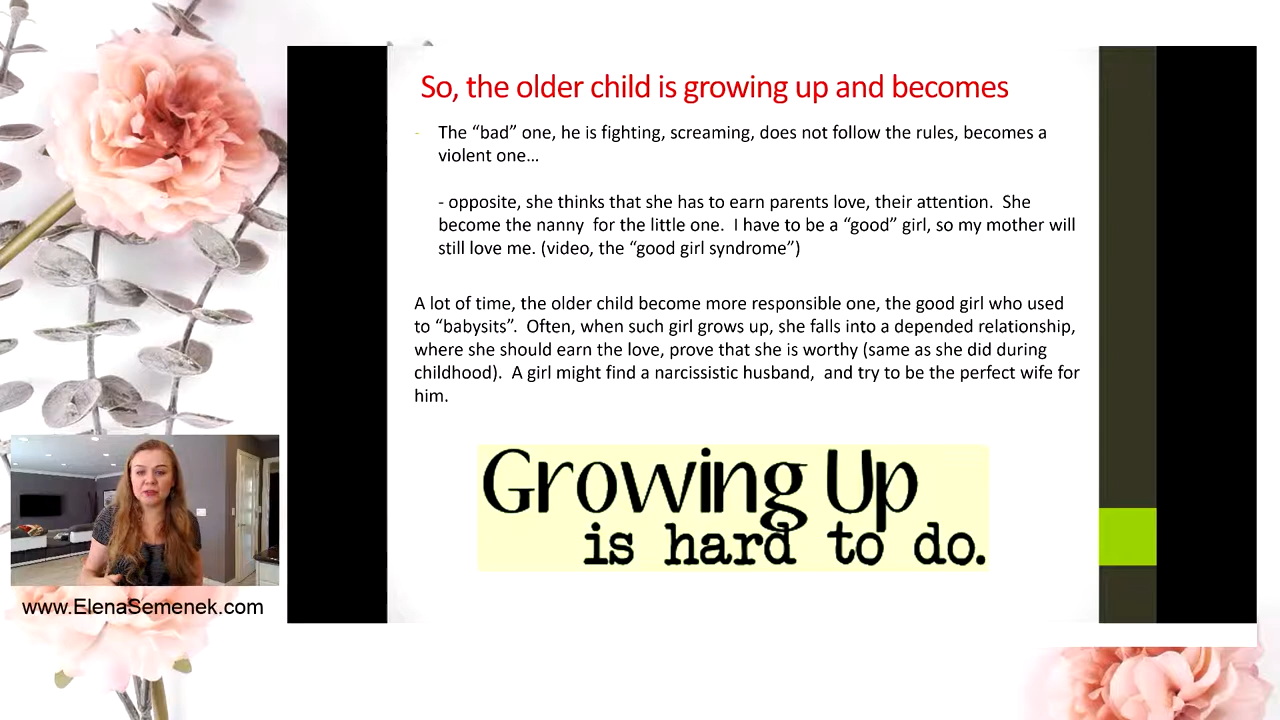 So, the older child is growing up and becomes
- The “bad” one, he is fighting, screaming, does not follow the rules, becomes a
violent one…
- opposite, she thinks that she has to earn parents love, their attention.  She
become the nanny  for the little one.  I have to be a “good” girl, so my mother will
still love me. (video, the “good girl syndrome”)
A lot of time, the older child become more responsible one, the good girl who used
to “babysits”.  Often, when such girl grows up, she falls into a depended relationship,
where she should earn the love, prove that she is worthy (same as she did during
childhood).  A girl might find a narcissistic husband,  and try to be the perfect wife for
him.
Growing Up
is hard to do.
www.ElenaSemenek.com